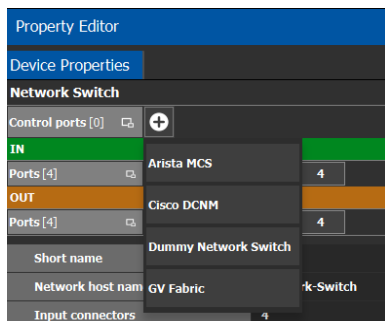 Property Editor
Device Properties
Network Switch
Control ports [0]
IN
Arista MCS
Ports [4] 4
OUT
Cisco DCNM
Ports [4] 4
Dummy Network Switch
Short name
Network host nam GV Fabric rk-Switch
Input connectors 4